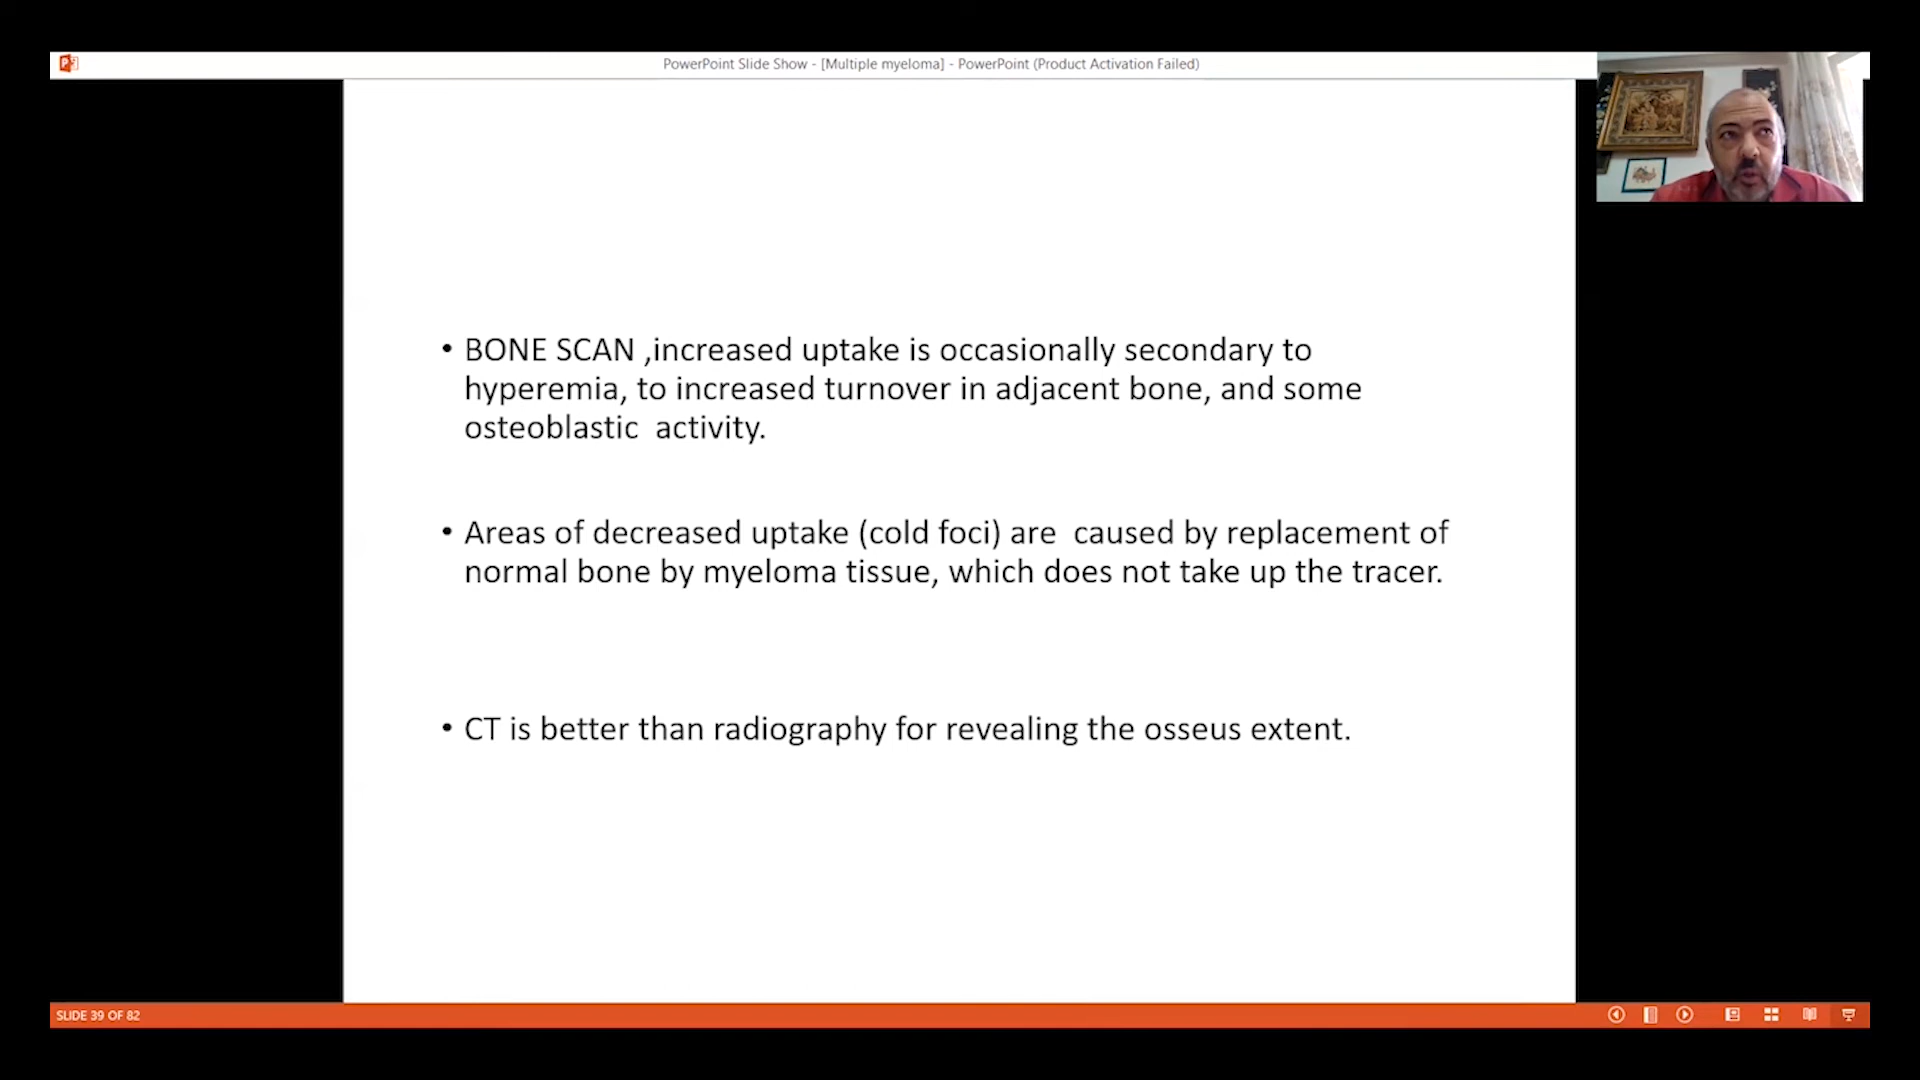 PowerPoint Slide Show - [Multiple myeloma] - PowerPoint (Product Activation Failed)
• BONE SCAN ,increased uptake is occasionally secondary to
hyperemia, to increased turnover in adjacent bone, and some
osteoblastic  activity.
• Areas of decreased uptake (cold foci) are  caused by replacement of
normal bone by myeloma tissue, which does not take up the tracer.
• CT is better than radiography for revealing the osseus extent.
SLIDE 39 OF 82